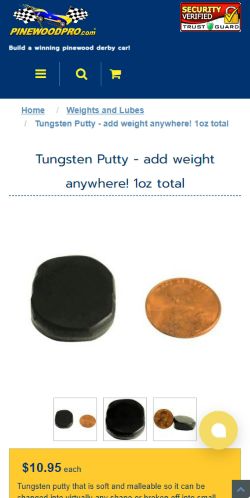 PINEWOODPRO.com
SECURITY
VERIFIED
TRUST GUARD
Build a winning pinewood derby car!
Home / Weights and Lubes
/ Tungsten Putty - add weight anywhere! 1oz total
Tungsten Putty - add weight
anywhere! 1oz total
$10.95 each
Tungsten putty that is soft and malleable so it can be
changed into virtually any shape or broken off into small